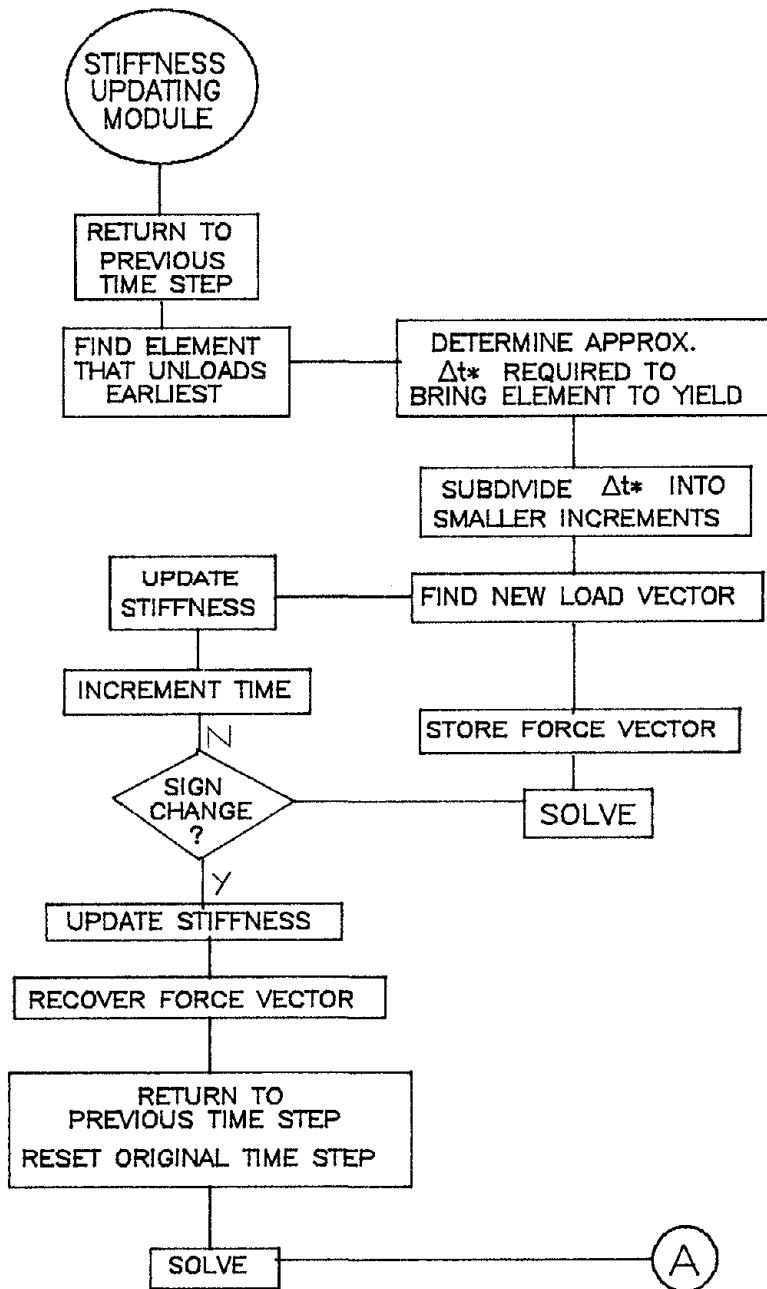 STIFFNESS
UPDATING
MODULE
RETURN TO
PREVIOUS
TIME STEP
FIND ELEMENT
THAT UNLOADS
EARLIEST
DETERMINE APPROX.
Δt* REQUIRED TO
BRING ELEMENT TO YIELD
SUBDIVIDE Δt* INTO
SMALLER INCREMENTS
UPDATE
STIFFNESS
FIND NEW LOAD VECTOR
INCREMENT TIME
STORE FORCE VECTOR
N
SIGN
CHANGE
?
SOLVE
Y
UPDATE STIFFNESS
RECOVER FORCE VECTOR
RETURN TO
PREVIOUS TIME STEP
RESET ORIGINAL TIME STEP
SOLVE
A